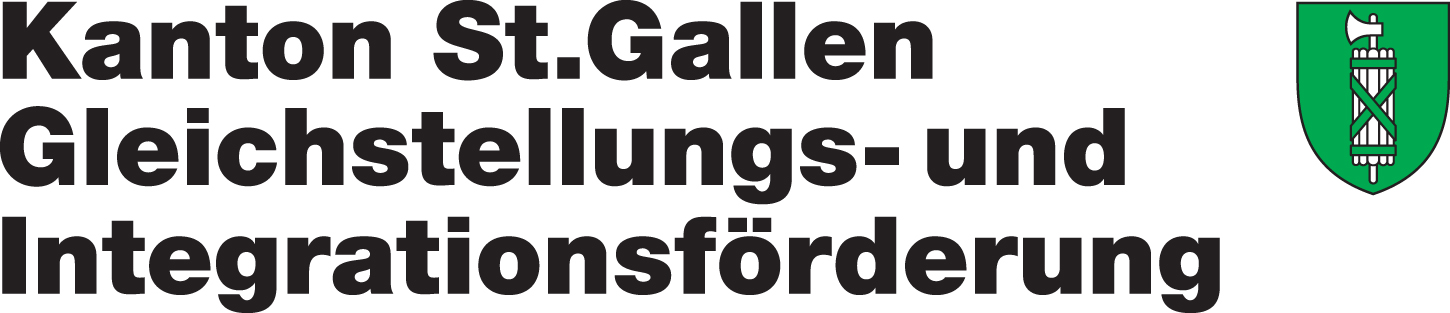 Kanton St.Gallen
Gleichstellungs- und
Integrationsförderung